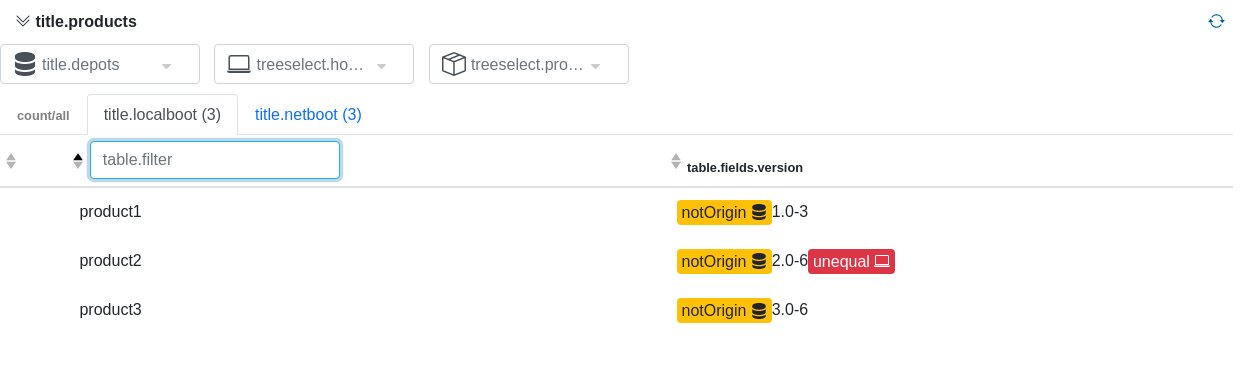 title.products
title.depots treeselect.ho… treeselect.pro…
count/all title.localboot (3) title.netboot (3)
table.filter table.fields.version
product1 notOrigin 1.0-3
product2 notOrigin 2.0-6 unequal
product3 notOrigin 3.0-6